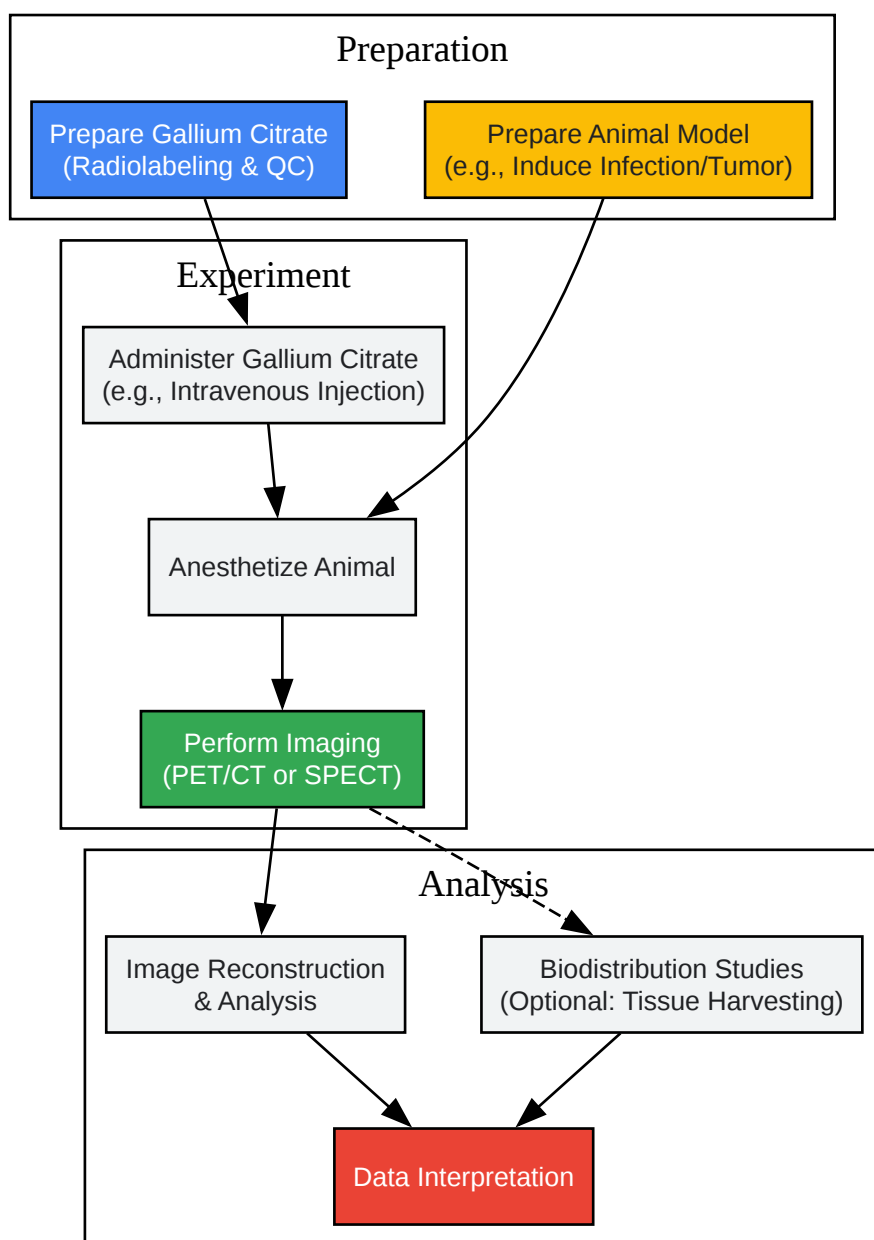 Preparation
Prepare Gallium Citrate
(Radiolabeling & QC)
Prepare Animal Model
(e.g., Induce Infection/Tumor)
Experiment
Administer Gallium Citrate
(e.g., Intravenous Injection)
Anesthetize Animal
Perform Imaging
(PET/CT or SPECT)
Analysis
Image Reconstruction
& Analysis
Biodistribution Studies
(Optional: Tissue Harvesting)
Data Interpretation